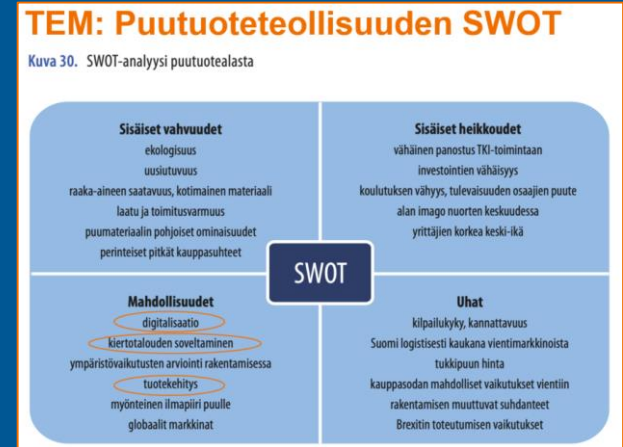 TEM: Puutuoteteollisuuden SWOT
Kuva 30. SWOT-analyysi puutuotealasta
Sisäiset vahvuudet
ekologisuus
uusiutuvuus
raaka-aineen saatavuus, kotimainen materiaali
laatu ja toimitusvarmuus
puumateriaalin pohjoiset ominaisuudet
perinteiset pitkät kauppasuhteet
Sisäiset heikkoudet
vähäinen panostus TKI-toimintaan
investointien vähäisyys
koulutuksen vähyys, tulevaisuuden osaajien puute
alan imago nuorten keskuudessa
yrittäjien korkea keski-ikä
SWOT
Mahdollisuudet
digitalisaatio
kiertotalouden soveltaminen
ympäristövaikutusten arviointi rakentamisessa
tuotekehitys
myönteinen ilmapiiri puulle
globaalit markkinat
Uhat
kilpailukyky, kannattavuus
Suomi logistisesti kaukana vientimarkkinoista
tukkipuun hinta
kauppasodan mahdolliset vaikutukset vientiin
rakentamisen muuttuvat suhdanteet
Brexitin toteutumisen vaikutukset